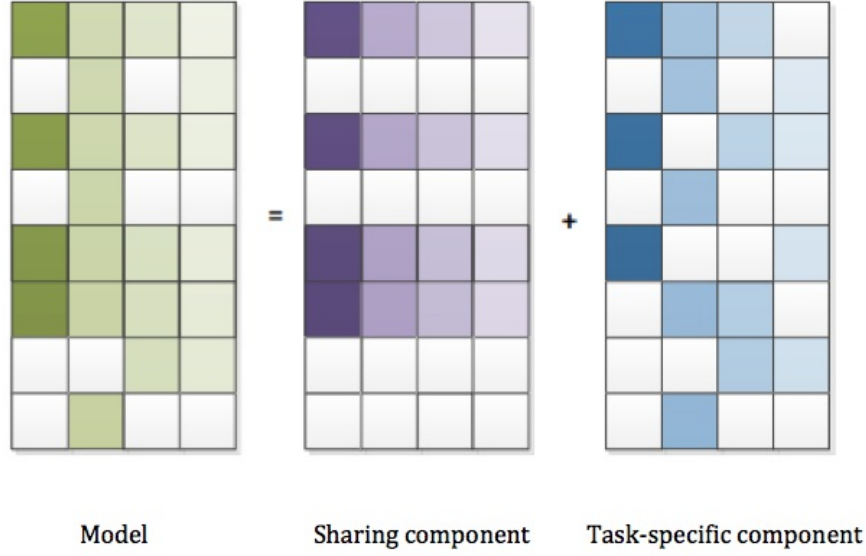 =
+
Model
Sharing component
Task-specific component